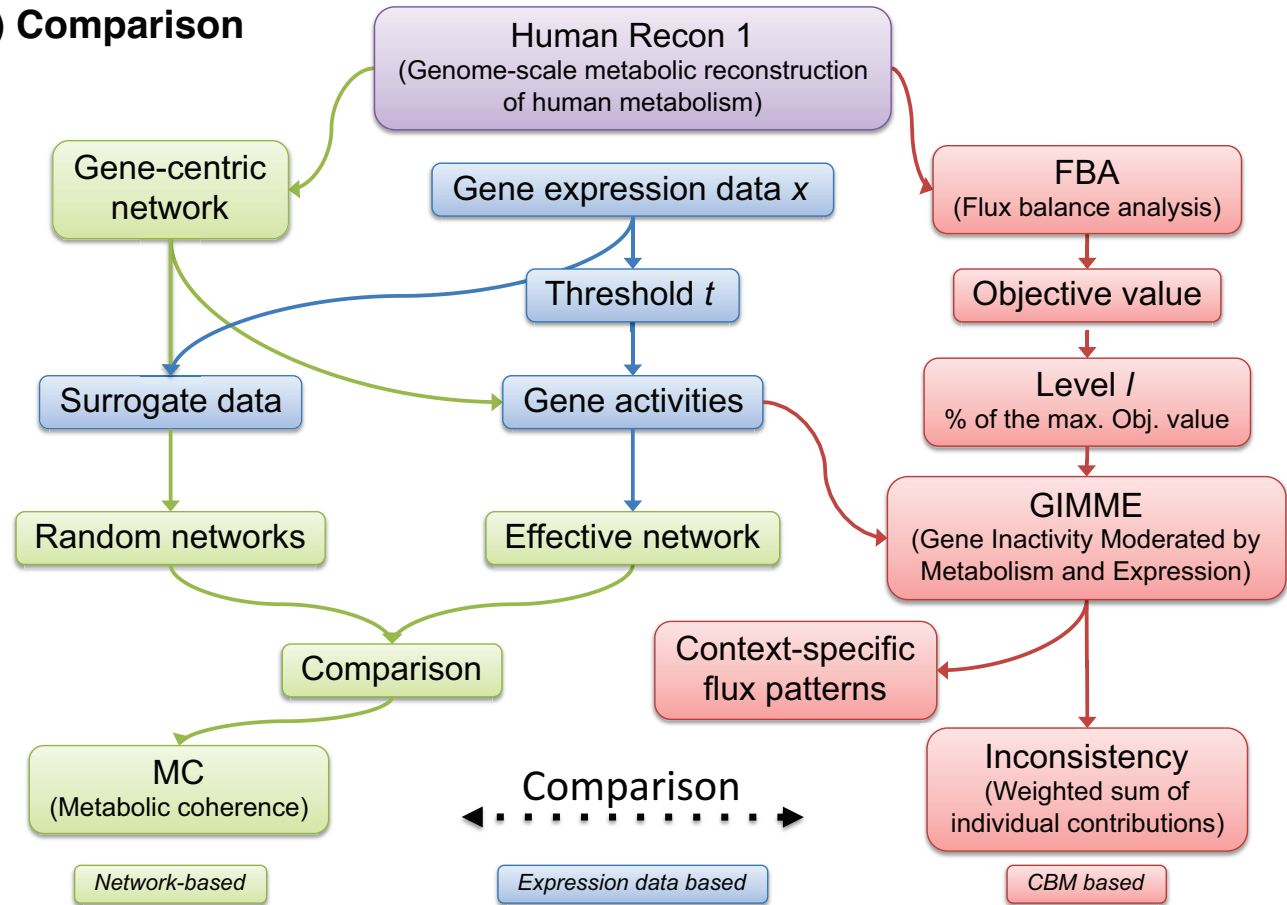 ) Comparison
Human Recon 1
(Genome-scale metabolic reconstruction
of human metabolism)
Gene-centric
network
Gene expression data x
FBA
(Flux balance analysis)
Threshold t
Objective value
Surrogate data
Gene activities
Level l
% of the max. Obj. value
Random networks
Effective network
GIMME
(Gene Inactivity Moderated by
Metabolism and Expression)
Comparison
Context-specific
flux patterns
MC
(Metabolic coherence)
Comparison
Inconsistency
(Weighted sum of
individual contributions)
Network-based
Expression data based
CBM based